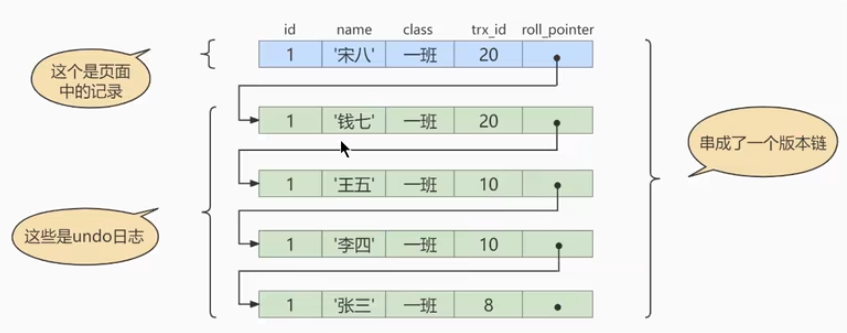 id name class trx_id roll_pointer
1 '宋八' 一班 20
这个是页面
中的记录
1 '钱七' 一班 20
串成了一个版本链
1 '王五' 一班 10
这些是undo日志
1 '李四' 一班 10
1 '张三' 一班 8